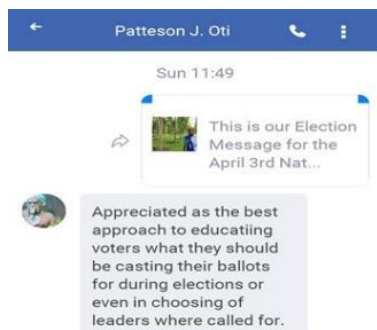 Patteson J. Oti
Sun 11:49
This is our Election
Message for the
April 3rd Nat...
Appreciated as the best
approach to educatiing
voters what they should
be casting their ballots
for during elections or
even in choosing of
leaders where called for.